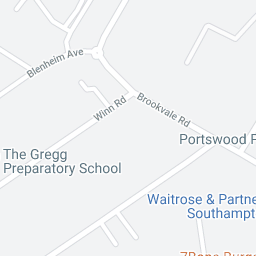 Blenheim Ave
Winn Rd
Brookvale Rd
Portswood
The Gregg
Preparatory School
Waitrose & Partne
Southampt